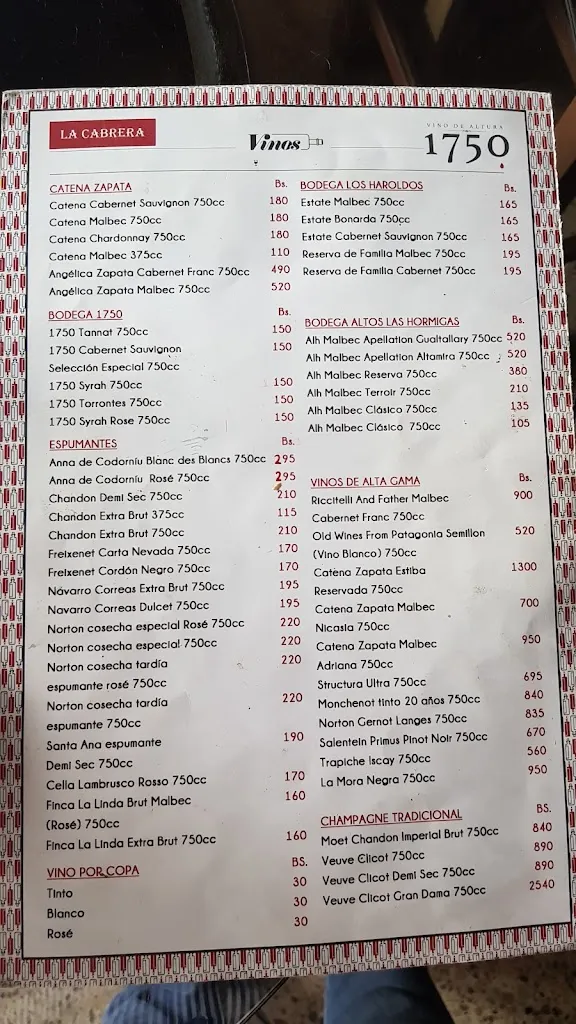 LA CABRERA
Vinos
VINO DE ALTURA
1750
CATENA ZAPATA Bs.
Catena Cabernet Sauvignon 750cc 180
Catena Malbec 750cc 180
Catena Chardonnay 750cc 180
Catena Malbec 375cc 110
Angélica Zapata Cabernet Franc 750cc 490
Angélica Zapata Malbec 750cc 520
BODEGA 1750 Bs.
1750 Tannat 750cc 150
1750 Cabernet Sauvignon 150
Selección Especial 750cc
1750 Syrah 750cc 150
1750 Torrontes 750cc 150
1750 Syrah Rose 750cc 150
ESPUMANTES Bs.
Anna de Codorníu Blanc des Blancs 750cc 295
Anna de Codorníu Rosé 750cc 295
Chandon Demi Sec 750cc 210
Chandon Extra Brut 375cc 115
Chandon Extra Brut 750cc 210
Freixenet Carta Nevada 750cc 170
Freixenet Cordón Negro 750cc 170
Návarro Correas Extra Brut 750cc 195
Navarro Correas Dulcet 750cc 195
Norton cosecha especial Rosé 750cc 220
Norton cosecha especial 750cc 220
Norton cosecha tardía 220
espumante rosé 750cc
Norton cosecha tardía 220
espumante 750cc
Santa Ana espumante 190
Demi Sec 750cc
Cella Lambrusco Rosso 750cc 170
Finca La Linda Brut Malbec 160
(Rosé) 750cc
Finca La Linda Extra Brut 750cc 160
VINO POR COPA BS.
Tinto 30
Blanco 30
Rosé 30
BODEGA LOS HAROLDOS Bs.
Estate Malbec 750cc 165
Estate Bonarda 750cc 165
Estate Cabernet Sauvignon 750cc 165
Reserva de Familia Malbec 750cc 195
Reserva de Familia Cabernet 750cc 195
BODEGA ALTOS LAS HORMIGAS Bs.
Alh Malbec Apellation Gualtallary 750cc 520
Alh Malbec Apellation Altamira 750cc 520
Alh Malbec Reserva 750cc 380
Alh Malbec Terroir 750cc 210
Alh Malbec Clásico 750cc 135
Alh Malbec Clásico 750cc 105
VINOS DE ALTA GAMA Bs.
Riccitelli And Father Malbec 900
Cabernet Franc 750cc
Old Wines From Patagonia Semillon 520
(Vino Blanco) 750cc
Catena Zapata Estiba 1300
Reservada 750cc
Catena Zapata Malbec 700
Nicasia 750cc
Catena Zapata Malbec 950
Adriana 750cc
Structura Ultra 750cc 695
Monchenot tinto 20 años 750cc 840
Norton Gernot Langes 750cc 835
Salentein Primus Pinot Noir 750cc 670
Trapiche Iscay 750cc 560
La Mora Negra 750cc 950
CHAMPAGNE TRADICIONAL BS.
Moet Chandon Imperial Brut 750cc 840
Veuve Clicot 750cc 890
Veuve Clicot Demi Sec 750cc 890
Veuve Clicot Gran Dama 750cc 2540